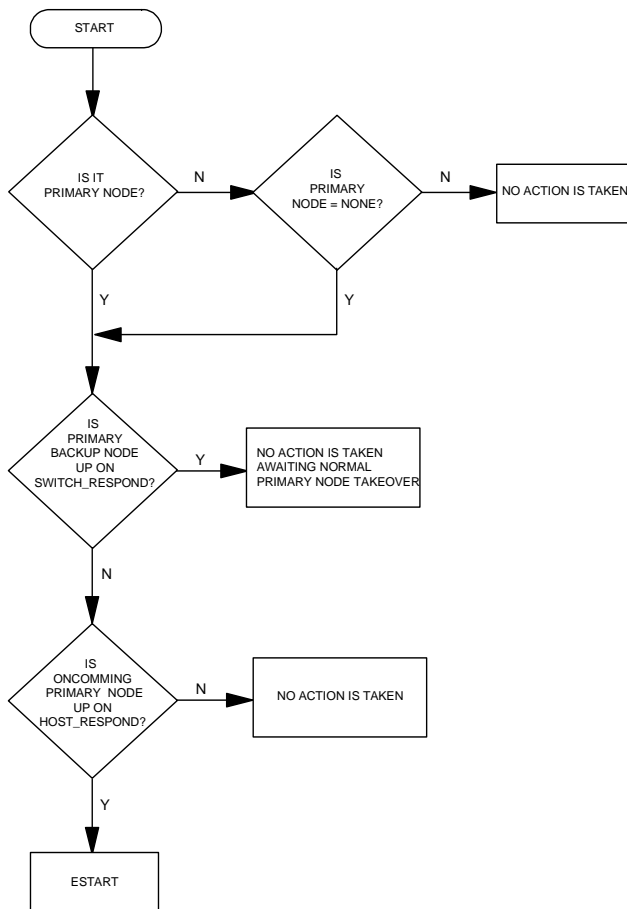 START
IS IT
PRIMARY NODE?
N
IS
PRIMARY
NODE = NONE?
N
NO ACTION IS TAKEN
Y
Y
IS
PRIMARY
BACKUP NODE
UP ON
SWITCH_RESPOND?
Y
NO ACTION IS TAKEN
AWAITING NORMAL
PRIMARY NODE TAKEOVER
N
IS
ONCOMMING
PRIMARY NODE
UP ON
HOST_RESPOND?
N
NO ACTION IS TAKEN
Y
ESTART